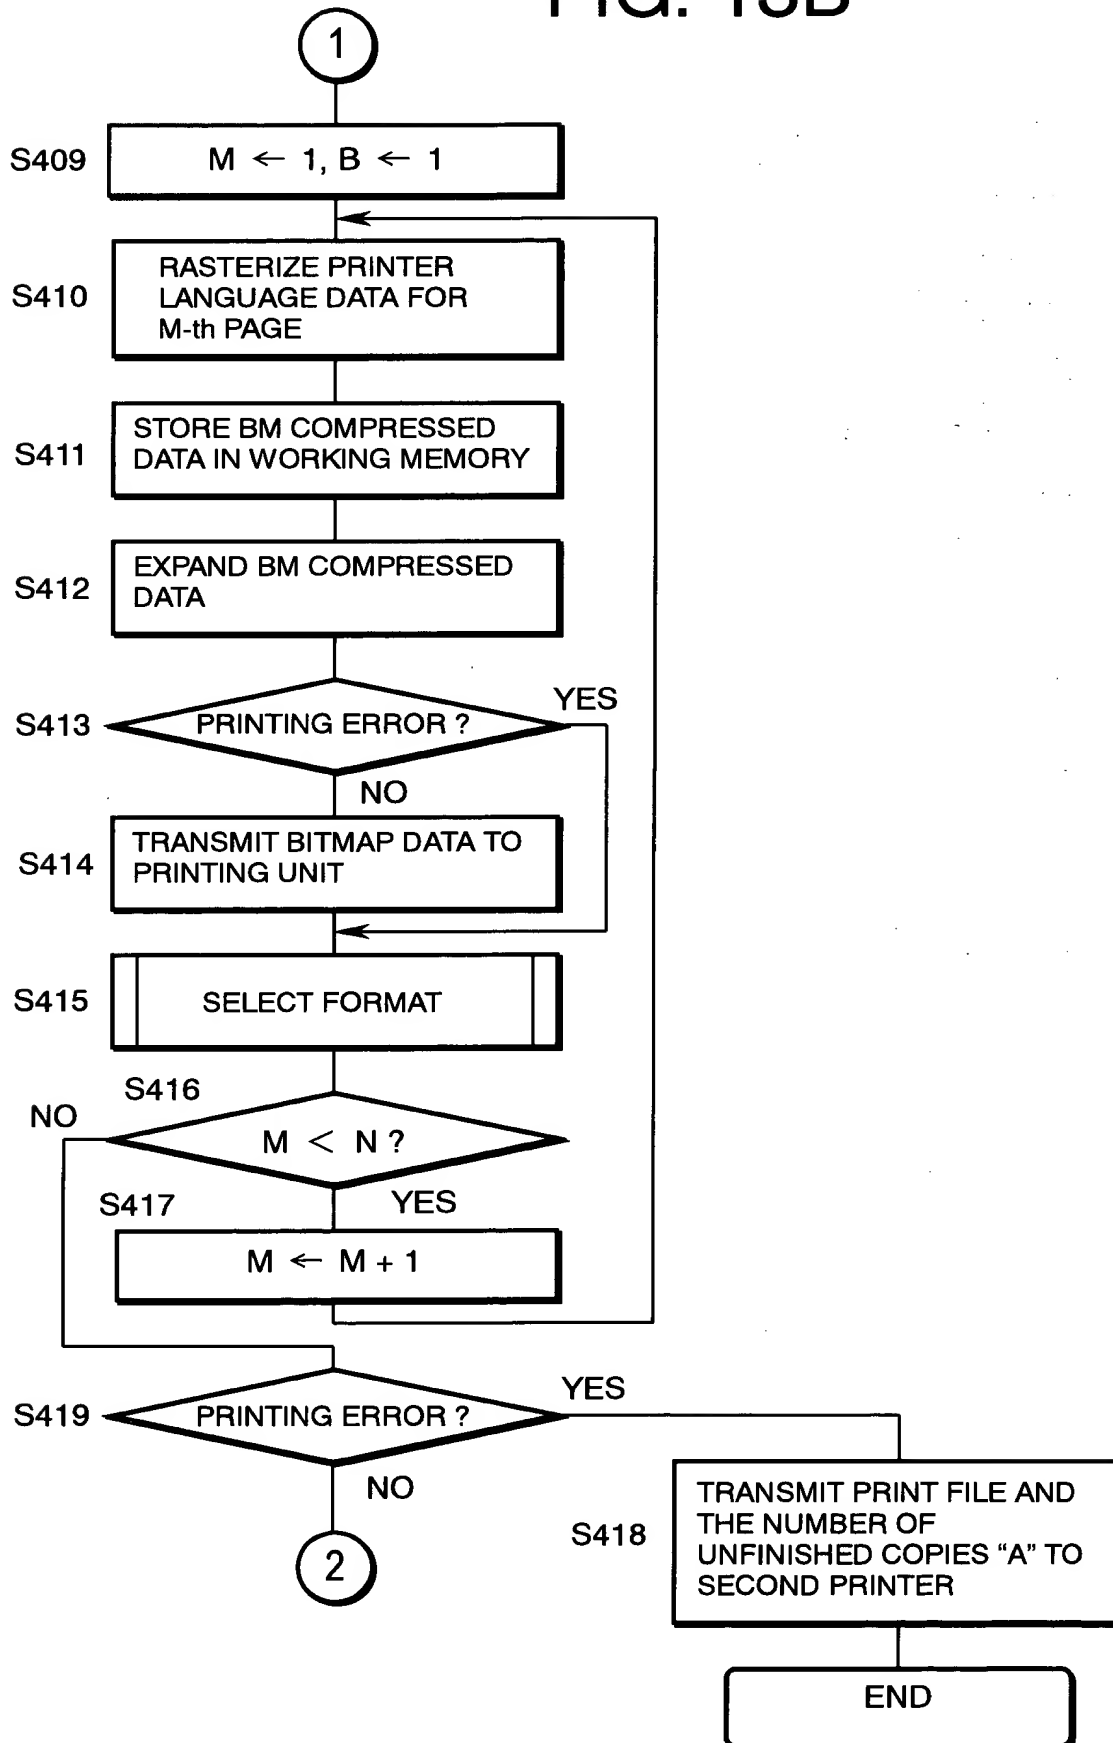 FIG. 13B
1
S409
M ← 1, B ← 1
S410
RASTERIZE PRINTER
LANGUAGE DATA FOR
M-th PAGE
S411
STORE BM COMPRESSED
DATA IN WORKING MEMORY
S412
EXPAND BM COMPRESSED
DATA
S413
PRINTING ERROR ?
YES
NO
S414
TRANSMIT BITMAP DATA TO
PRINTING UNIT
S415
SELECT FORMAT
S416
NO
M < N ?
S417
YES
M ← M + 1
S419
PRINTING ERROR ?
YES
NO
2
S418
TRANSMIT PRINT FILE AND
THE NUMBER OF
UNFINISHED COPIES “A” TO
SECOND PRINTER
END